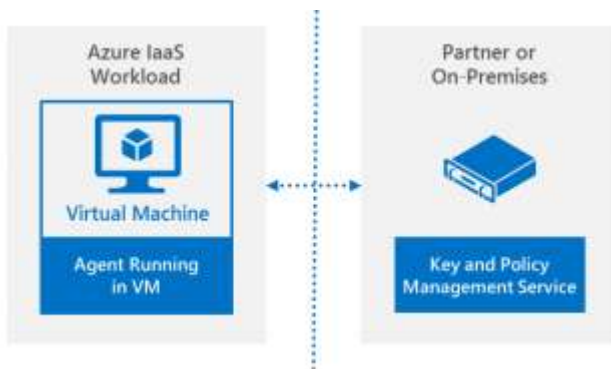 Azure IaaS
Workload
Virtual Machine
Agent Running
in VM
Partner or
On-Premises
Key and Policy
Management Service